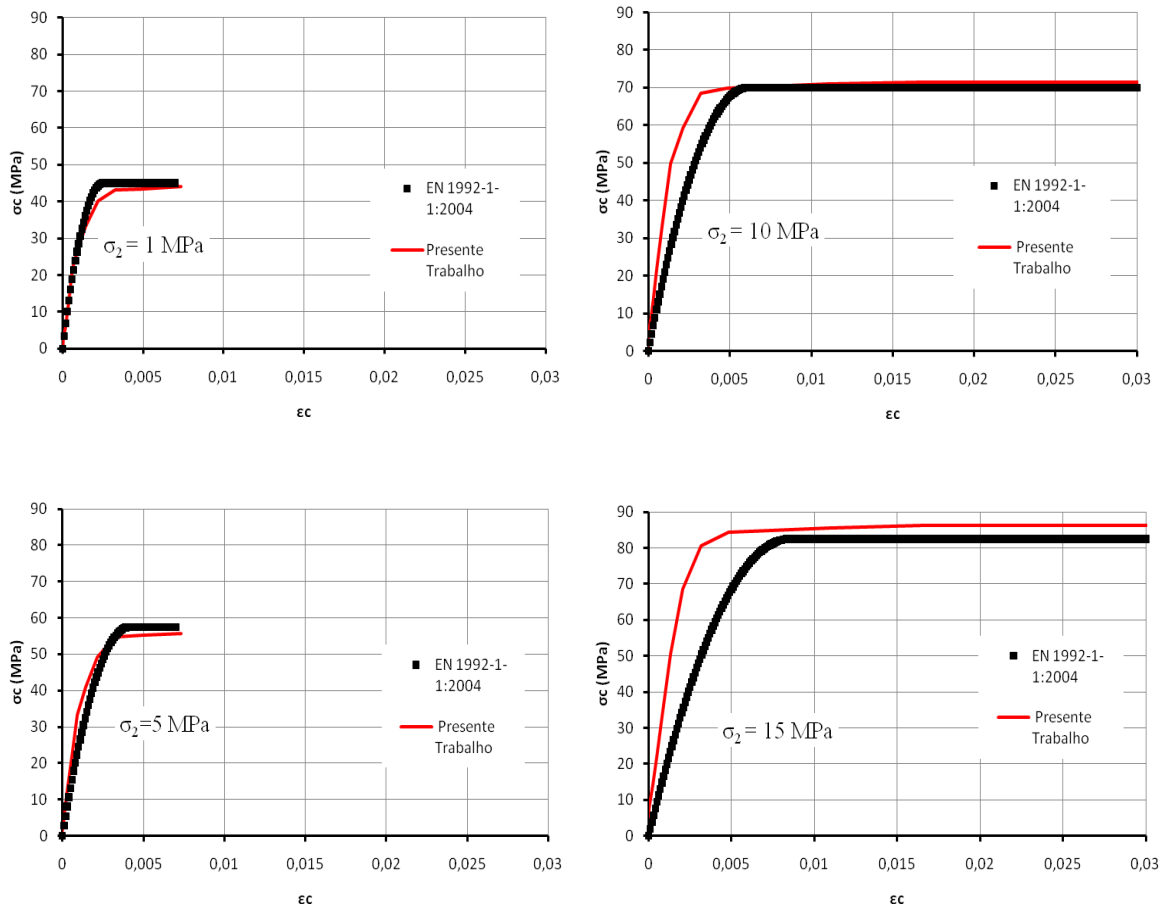 90
80
70
60
50
40
30
20
10
0
σc (MPa)
σ₂ = 1 MPa
EN 1992-1-
1:2004
Presente
Trabalho
0 0,005 0,01 0,015 0,02 0,025 0,03
εc
90
80
70
60
50
40
30
20
10
0
σc (MPa)
σ₂ = 10 MPa
EN 1992-1-
1:2004
Presente
Trabalho
0 0,005 0,01 0,015 0,02 0,025 0,03
εc
90
80
70
60
50
40
30
20
10
0
σc (MPa)
σ₂=5 MPa
EN 1992-1-
1:2004
Presente
Trabalho
0 0,005 0,01 0,015 0,02 0,025 0,03
εc
90
80
70
60
50
40
30
20
10
0
σc (MPa)
σ₂ = 15 MPa
EN 1992-1-
1:2004
Presente
Trabalho
0 0,005 0,01 0,015 0,02 0,025 0,03
εc